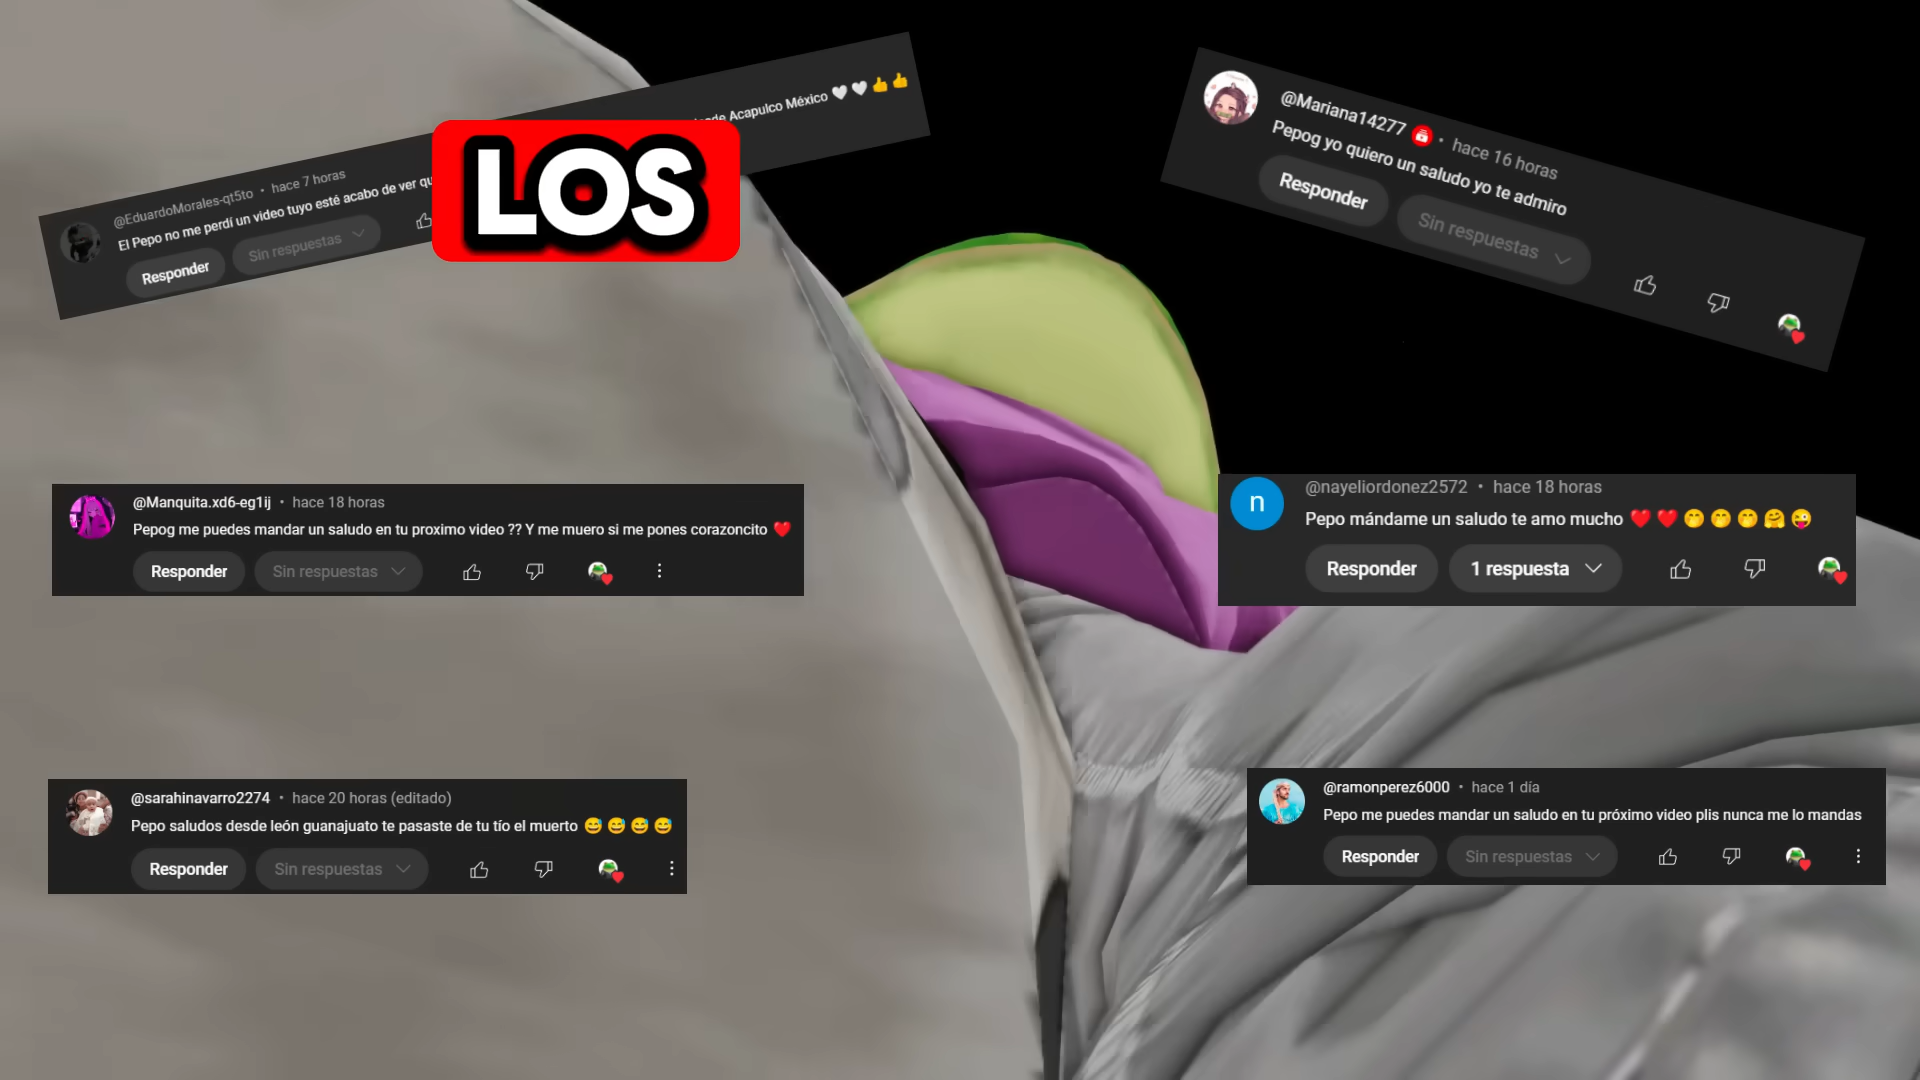 @EduardoMorales-qt5to • hace 7 horas
El Pepo no me perdí un video tuyo esté acabo de ver
Acapulco México 🤍🤍👍👍
Responder
Sin respuestas
LOS
@Mariana14277 • hace 16 horas
Pepog yo quiero un saludo yo te admiro
Responder
Sin respuestas
@Manquita.xd6-eg1ij • hace 18 horas
Pepog me puedes mandar un saludo en tu proximo video ?? Y me muero si me pones corazoncito ❤️
Responder
Sin respuestas
n
@nayeliordonez2572 • hace 18 horas
Pepo mándame un saludo te amo mucho ❤️❤️🤭🤭🤭🤗😜
Responder
1 respuesta
@sarahinavarro2274 • hace 20 horas (editado)
Pepo saludos desde león guanajuato te pasaste de tu tío el muerto 😅😅😅😅
Responder
Sin respuestas
@ramonperez6000 • hace 1 día
Pepo me puedes mandar un saludo en tu próximo video plis nunca me lo mandas
Responder
Sin respuestas